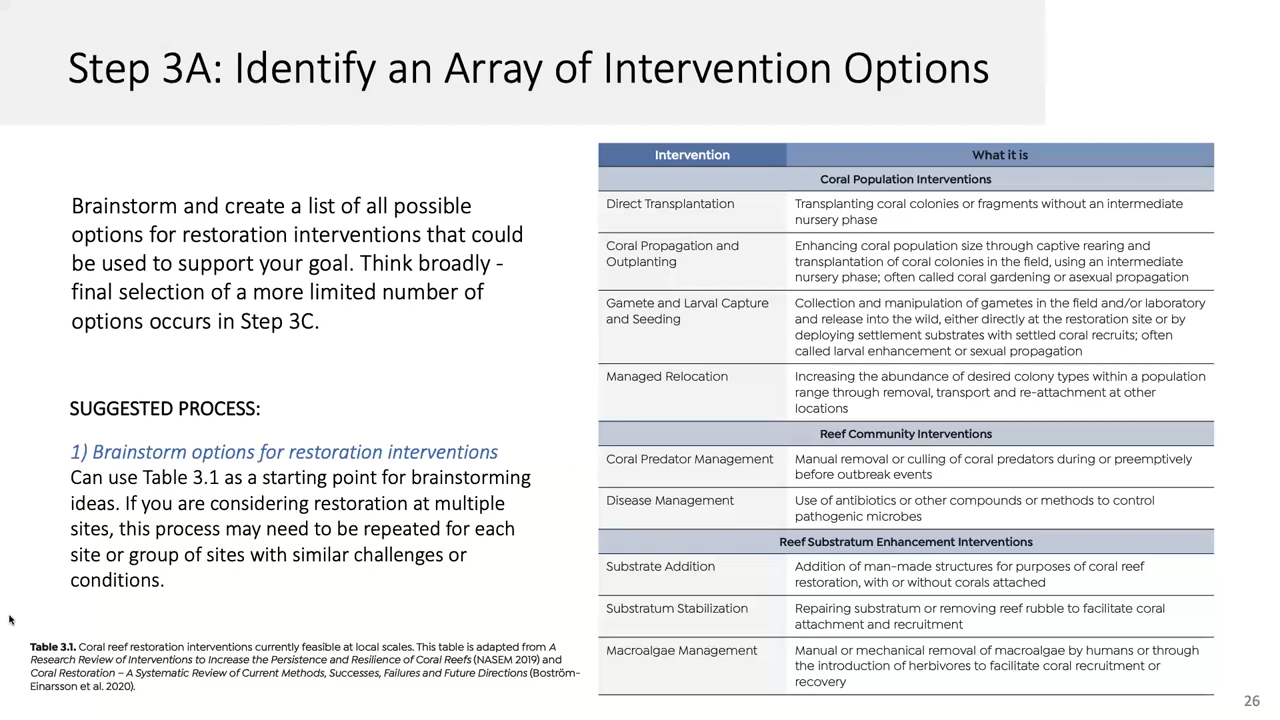 Step 3A: Identify an Array of Intervention Options
Brainstorm and create a list of all possible
options for restoration interventions that could
be used to support your goal. Think broadly -
final selection of a more limited number of
options occurs in Step 3C.
SUGGESTED PROCESS:
1) Brainstorm options for restoration interventions
Can use Table 3.1 as a starting point for brainstorming
ideas. If you are considering restoration at multiple
sites, this process may need to be repeated for each
site or group of sites with similar challenges or
conditions.
Table 3.1. Coral reef restoration interventions currently feasible at local scales. This table is adapted from A
Research Review of Interventions to Increase the Persistence and Resilience of Coral Reefs (NASEM 2019) and
Coral Restoration – A Systematic Review of Current Methods, Successes, Failures and Future Directions (Boström-
Einarsson et al. 2020).
Intervention
What it is
Coral Population Interventions
Direct Transplantation
Transplanting coral colonies or fragments without an intermediate
nursery phase
Coral Propagation and
Outplanting
Enhancing coral population size through captive rearing and
transplantation of coral colonies in the field, using an intermediate
nursery phase; often called coral gardening or asexual propagation
Gamete and Larval Capture
and Seeding
Collection and manipulation of gametes in the field and/or laboratory
and release into the wild, either directly at the restoration site or by
deploying settlement substrates with settled coral recruits; often
called larval enhancement or sexual propagation
Managed Relocation
Increasing the abundance of desired colony types within a population
range through removal, transport and re-attachment at other
locations
Reef Community Interventions
Coral Predator Management
Manual removal or culling of coral predators during or preemptively
before outbreak events
Disease Management
Use of antibiotics or other compounds or methods to control
pathogenic microbes
Reef Substratum Enhancement Interventions
Substrate Addition
Addition of man-made structures for purposes of coral reef
restoration, with or without corals attached
Substratum Stabilization
Repairing substratum or removing reef rubble to facilitate coral
attachment and recruitment
Macroalgae Management
Manual or mechanical removal of macroalgae by humans or through
the introduction of herbivores to facilitate coral recruitment or
recovery
26